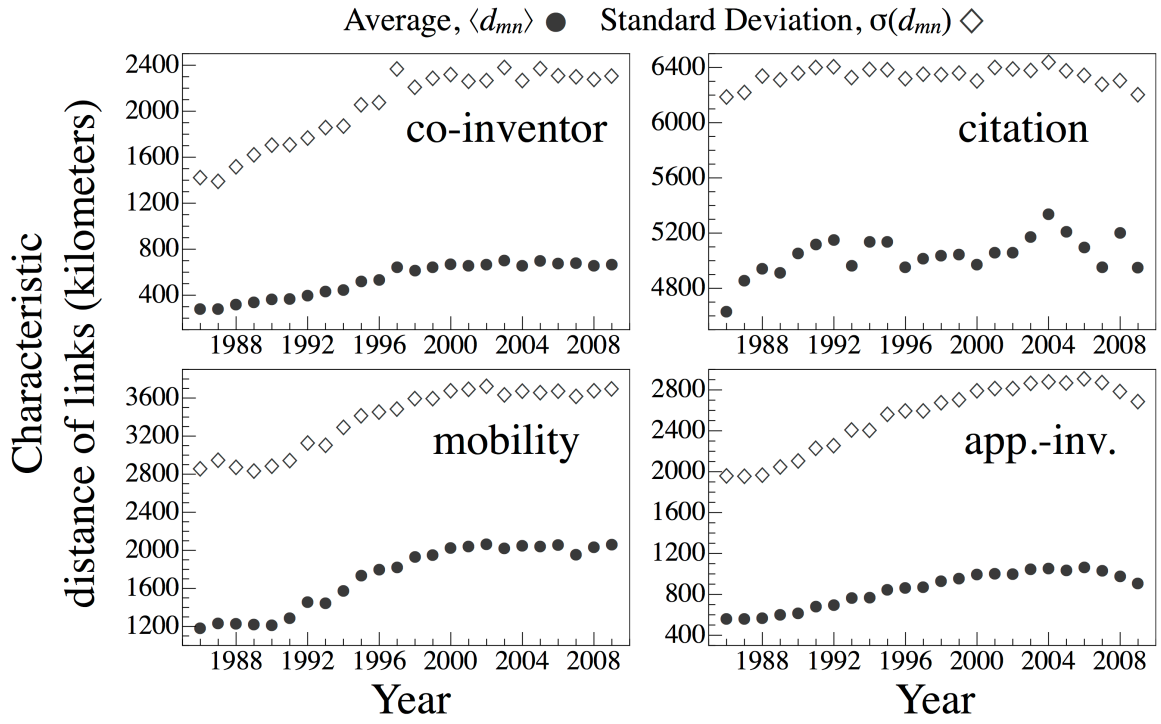 Average, ⟨dmn⟩ ● Standard Deviation, σ(dmn) ◇
Characteristic
distance of links (kilometers)
2400
2000
1600
1200
800
400
co-inventor
1988 1992 1996 2000 2004 2008
6400
6000
5600
5200
4800
citation
1988 1992 1996 2000 2004 2008
3600
3200
2800
2400
2000
1600
1200
mobility
1988 1992 1996 2000 2004 2008
Year
2800
2400
2000
1600
1200
800
400
app.-inv.
1988 1992 1996 2000 2004 2008
Year